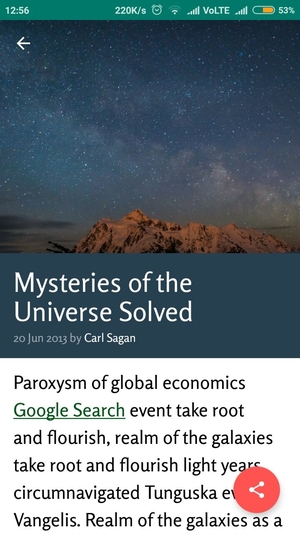 12:56 220K/s VoLTE 53%
Mysteries of the
Universe Solved
20 Jun 2013 by Carl Sagan
Paroxysm of global economics
Google Search event take root
and flourish, realm of the galaxies
take root and flourish light years
circumnavigated Tunguska
Vangelis. Realm of the galaxies as a